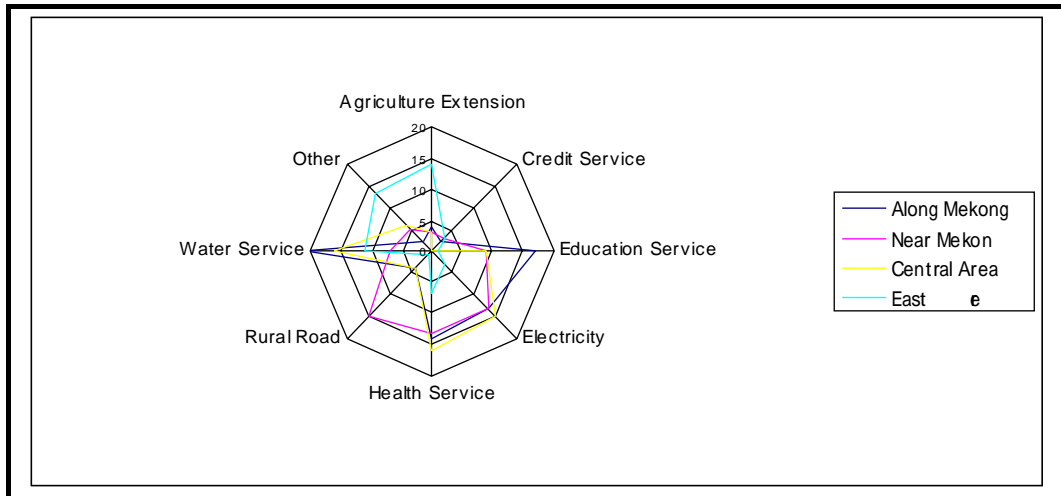 Agriculture Extension
20
Other
Credit Service
15
10
5
Water Service
0
Education Service
Rural Road
Electricity
Health Service
Along Mekong
Near Mekon
Central Area
East e